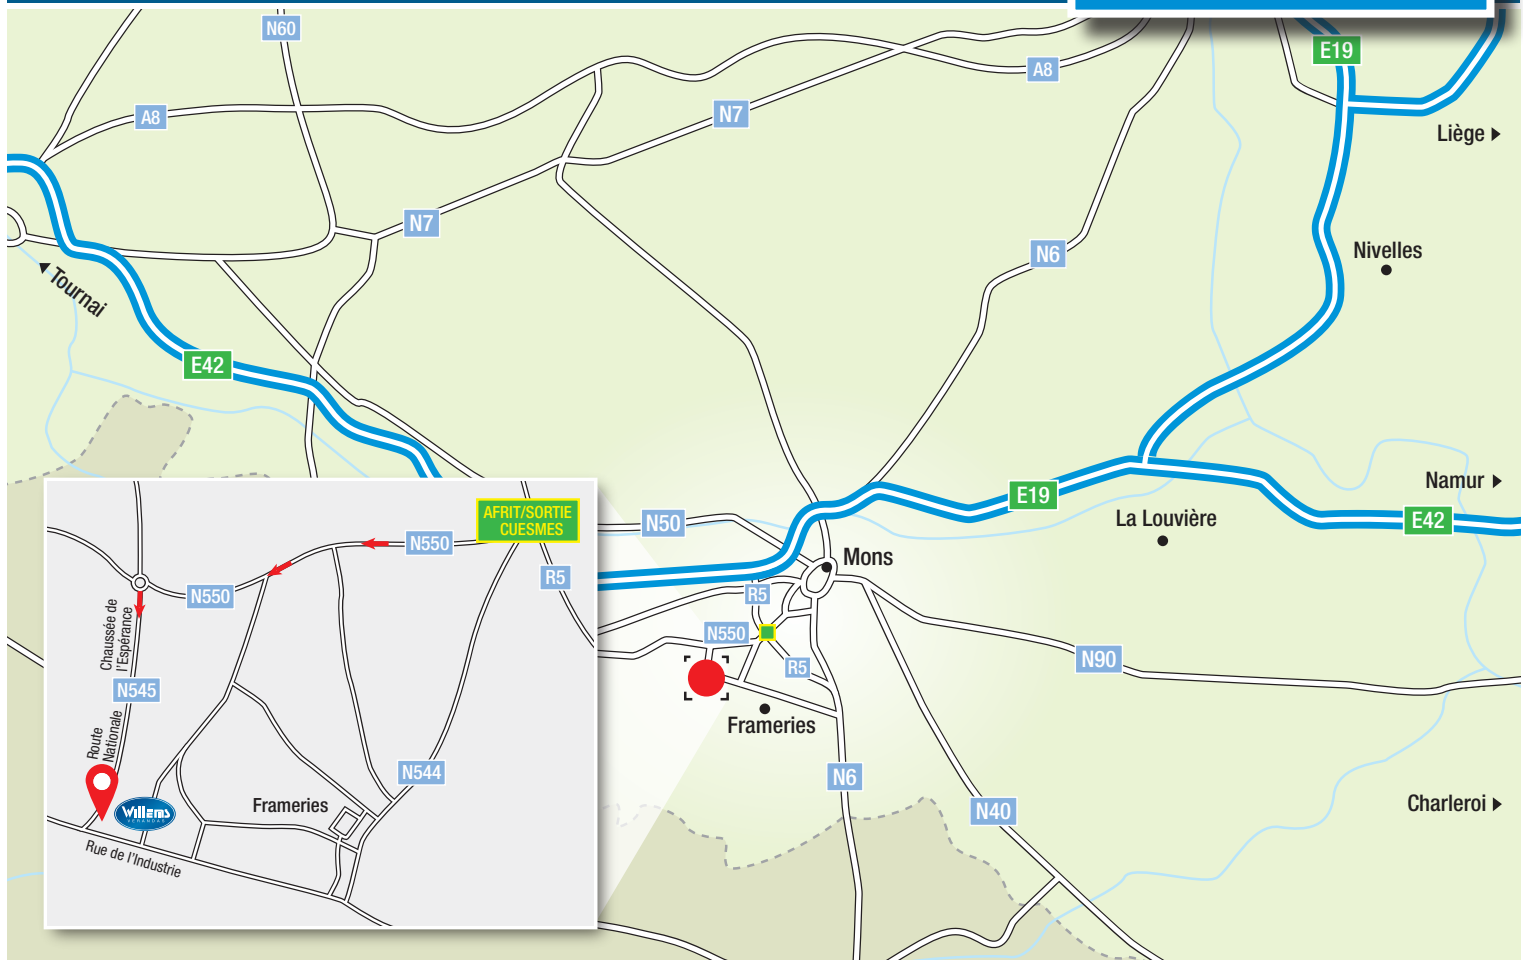 N60
E19
A8
A8
N7
Liège
N7
N6
Nivelles
Tournai
E42
Namur
E19
La Louvière
E42
N50
Mons
R5
N550
R5
N90
Frameries
N6
N40
Charleroi
AFRIT/SORTIE
CUESMES
N550
R5
N550
Chaussée de
l'Espérance
N545
Route
Nationale
N544
Frameries
Willems
VERANDAS
Rue de l'Industrie